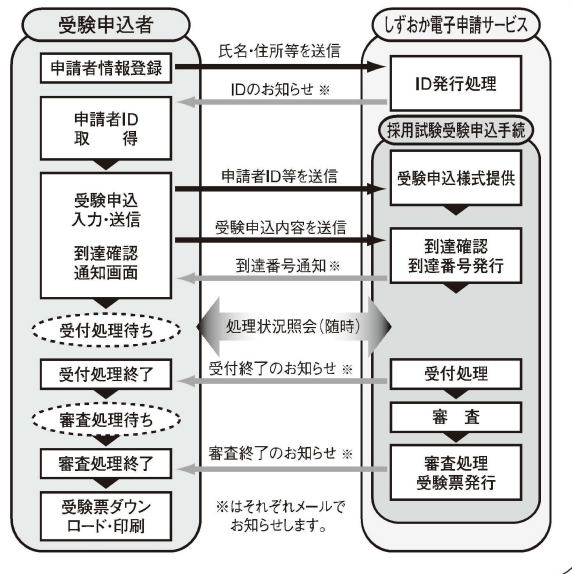 受験申込者
しずおか電子申請サービス
氏名・住所等を送信
申請者情報登録
ID発行処理
IDのお知らせ ※
申請者ID
取　得
採用試験受験申込手続
申請者ID等を送信
受験申込様式提供
受験申込
入力・送信
受験申込内容を送信
到達確認
通知画面
到達確認
到達番号発行
到達番号通知 ※
受付処理待ち
処理状況照会（随時）
受付終了のお知らせ ※
受付処理終了
受付処理
審査処理待ち
審　査
審査終了のお知らせ ※
審査処理終了
審査処理
受験票発行
受験票ダウン
ロード・印刷
※はそれぞれメールで
お知らせします。